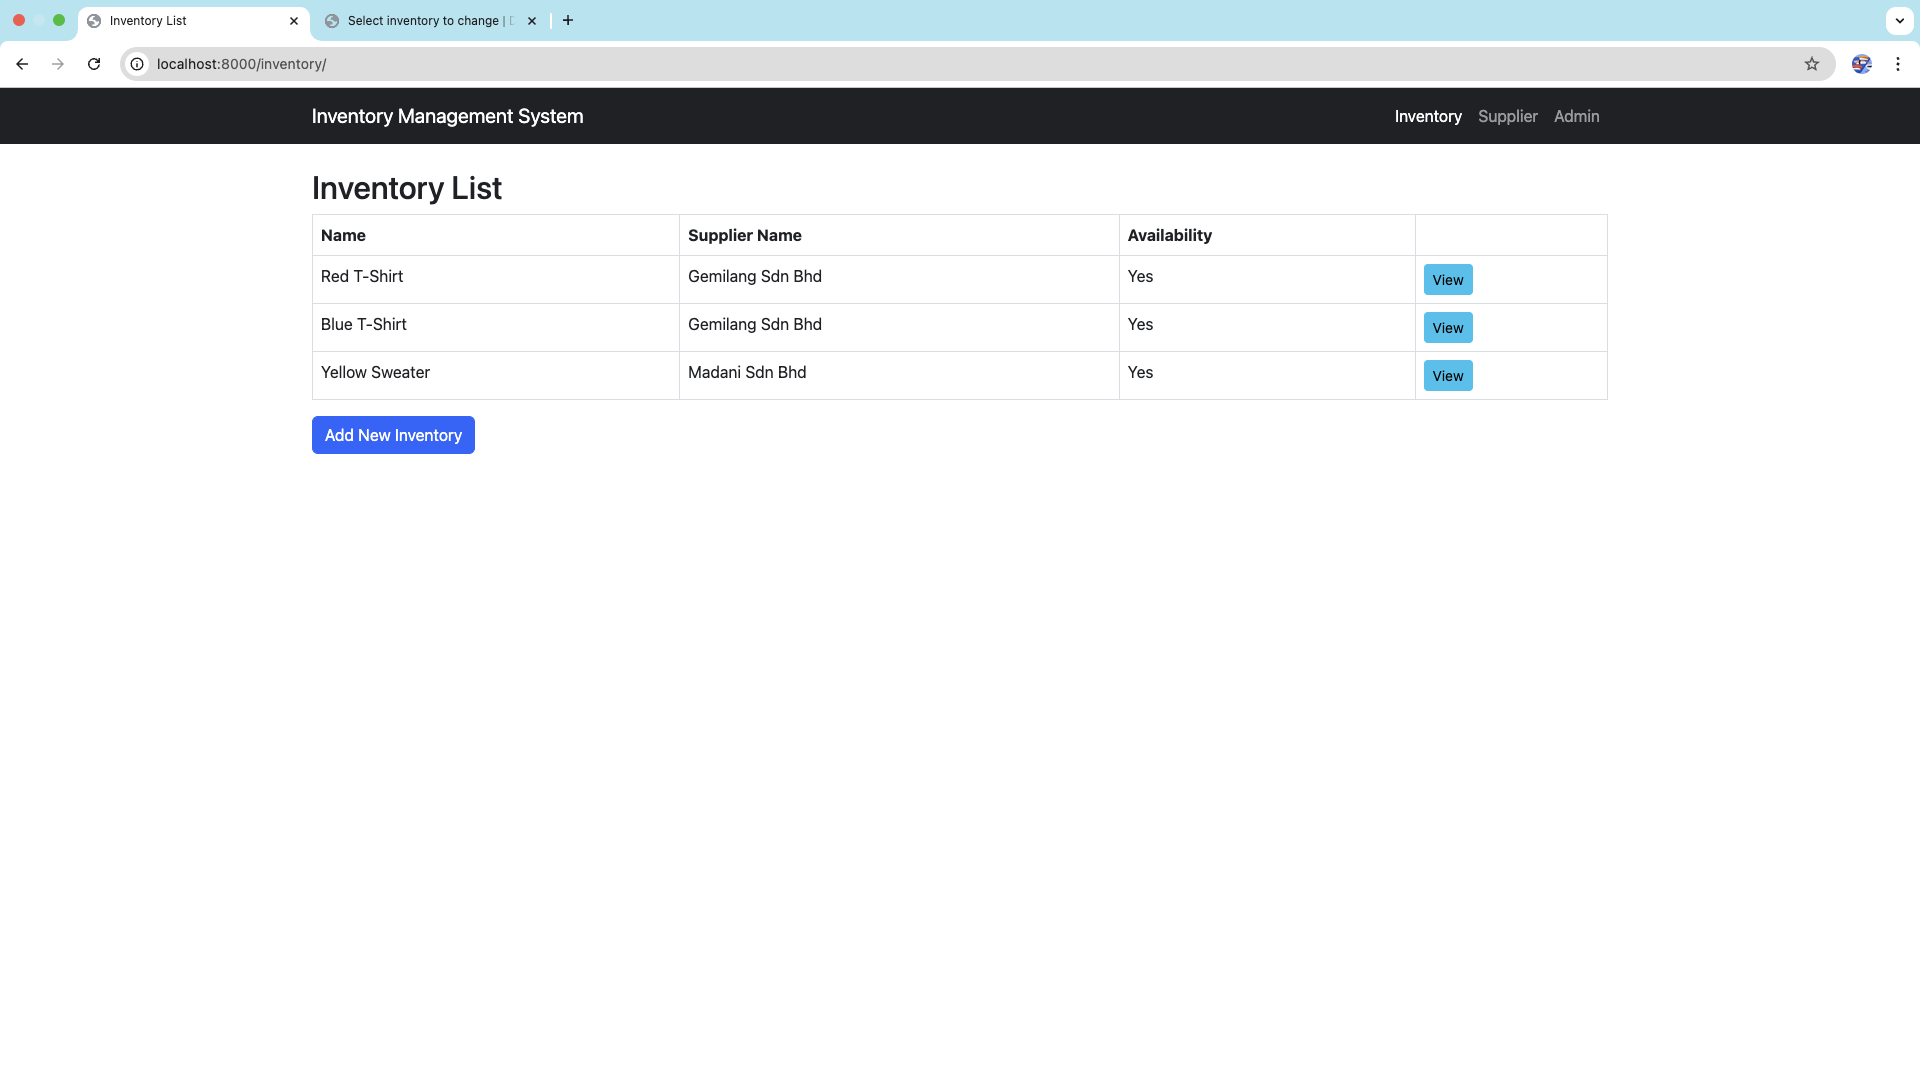 Inventory List
Select inventory to change |
localhost:8000/inventory/
Inventory Management System
Inventory Supplier Admin
Inventory List
Name Supplier Name Availability
Red T-Shirt Gemilang Sdn Bhd Yes View
Blue T-Shirt Gemilang Sdn Bhd Yes View
Yellow Sweater Madani Sdn Bhd Yes View
Add New Inventory